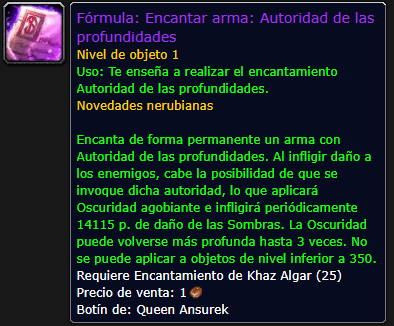 Fórmula: Encantar arma: Autoridad de las
profundidades
Nivel de objeto 1
Uso: Te enseña a realizar el encantamiento
Autoridad de las profundidades.
Novedades nerubianas
Encanta de forma permanente un arma con
Autoridad de las profundidades. Al infligir daño a
los enemigos, cabe la posibilidad de que se
invoque dicha autoridad, lo que aplicará
Oscuridad agobiante e infligirá periódicamente
14115 p. de daño de las Sombras. La Oscuridad
puede volverse más profunda hasta 3 veces. No
se puede aplicar a objetos de nivel inferior a 350.
Requiere Encantamiento de Khaz Algar (25)
Precio de venta: 1
Botín de: Queen Ansurek